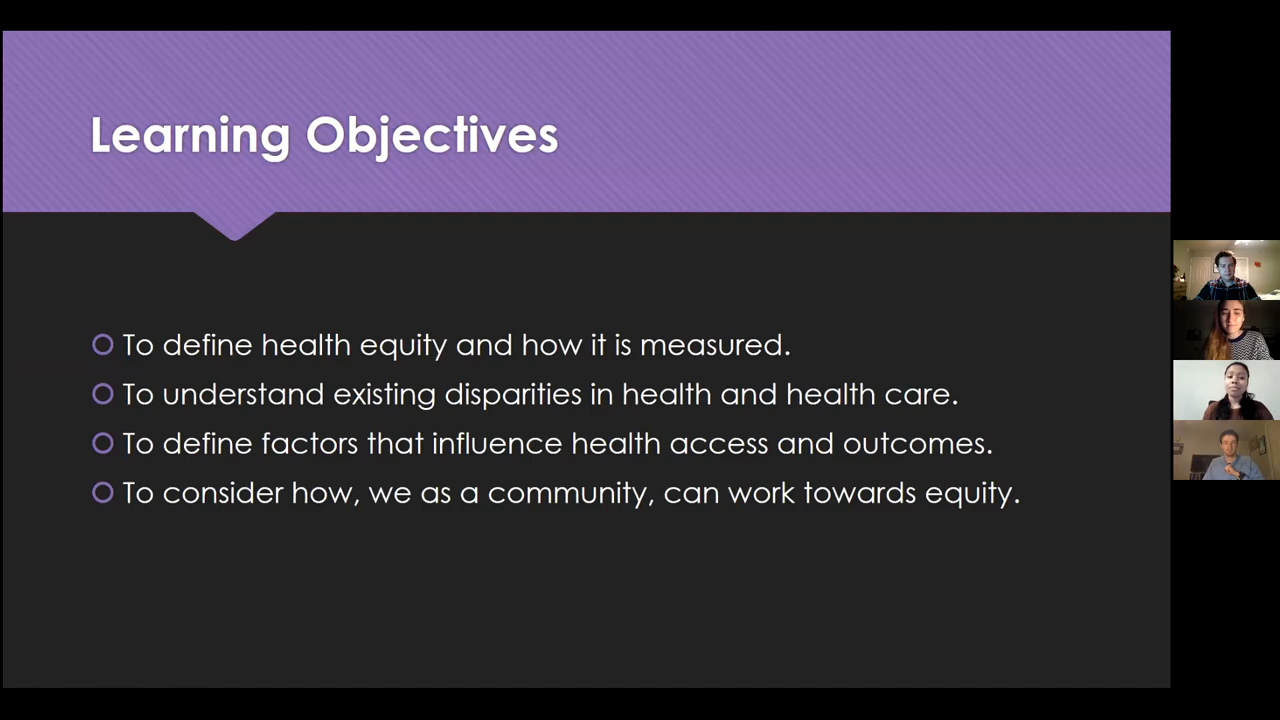 Learning Objectives
To define health equity and how it is measured.
To understand existing disparities in health and health care.
To define factors that influence health access and outcomes.
To consider how, we as a community, can work towards equity.